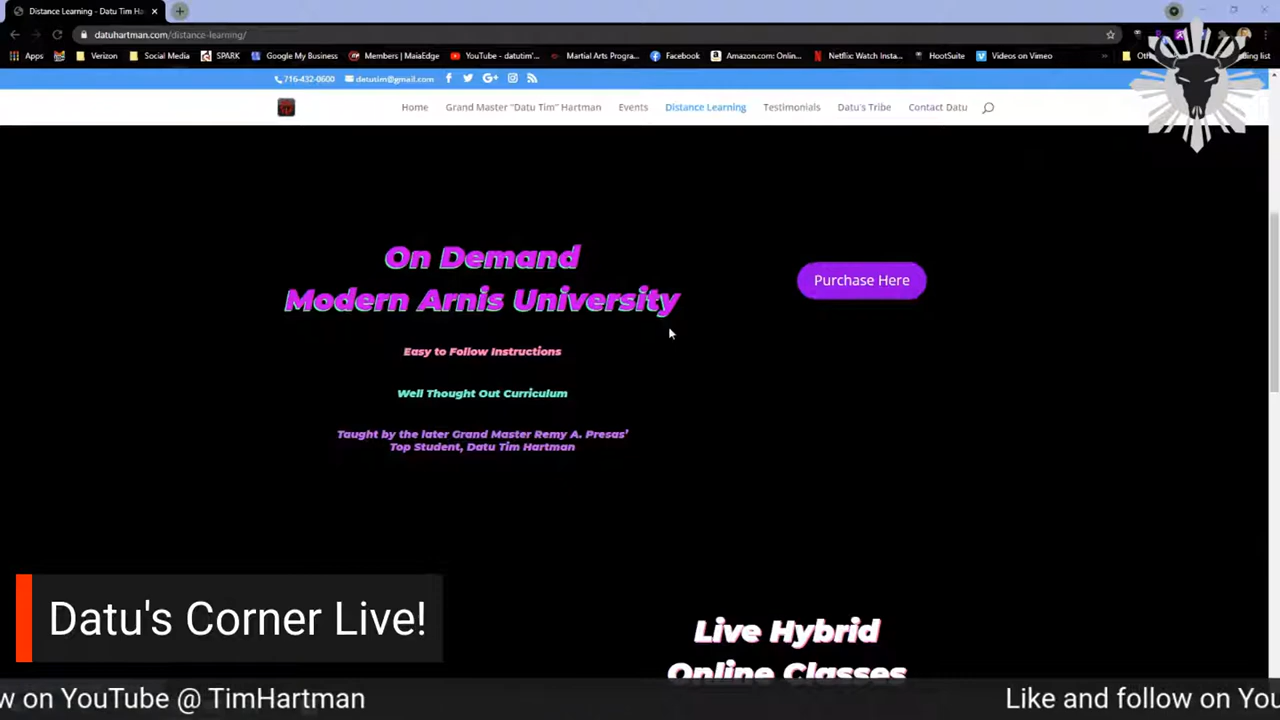 Distance Learning - Datu Tim Ha
datuhartman.com/distance-learning/
Apps Verizon Social Media SPARK Google My Business Members | MaiaEdge YouTube - datutim'... Martial Arts Progra... Facebook Amazon.com: Onlin... Netflix: Watch Insta... HootSuite Videos on Vimeo
716-432-0600 datutim@gmail.com
Home Grand Master "Datu Tim" Hartman Events Distance Learning Testimonials Datu's Tribe Contact Datu
On Demand
Modern Arnis University
Purchase Here
Easy to Follow Instructions
Well Thought Out Curriculum
Taught by the later Grand Master Remy A. Presas'
Top Student, Datu Tim Hartman
Datu's Corner Live!
Live Hybrid
Online Classes
w on YouTube @ TimHartman Like and follow on You